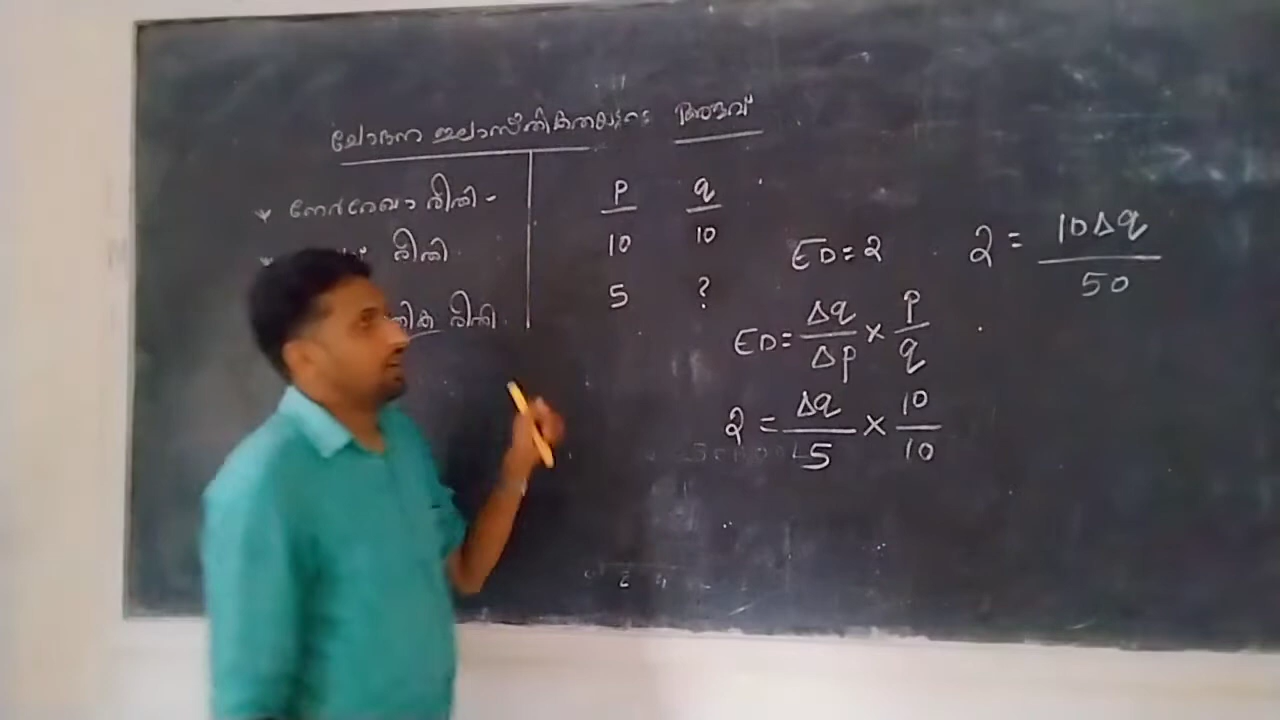 ചോദന ഇലാസ്തികതയുടെ അളവ്
* നേർരേഖാ രീതി -
രീതി
രീതി
P q
10 10
5 ?
ED = 2
ED = Δq/Δp × P/q
2 = Δq/5 × 10/10
2 = 10Δq/50